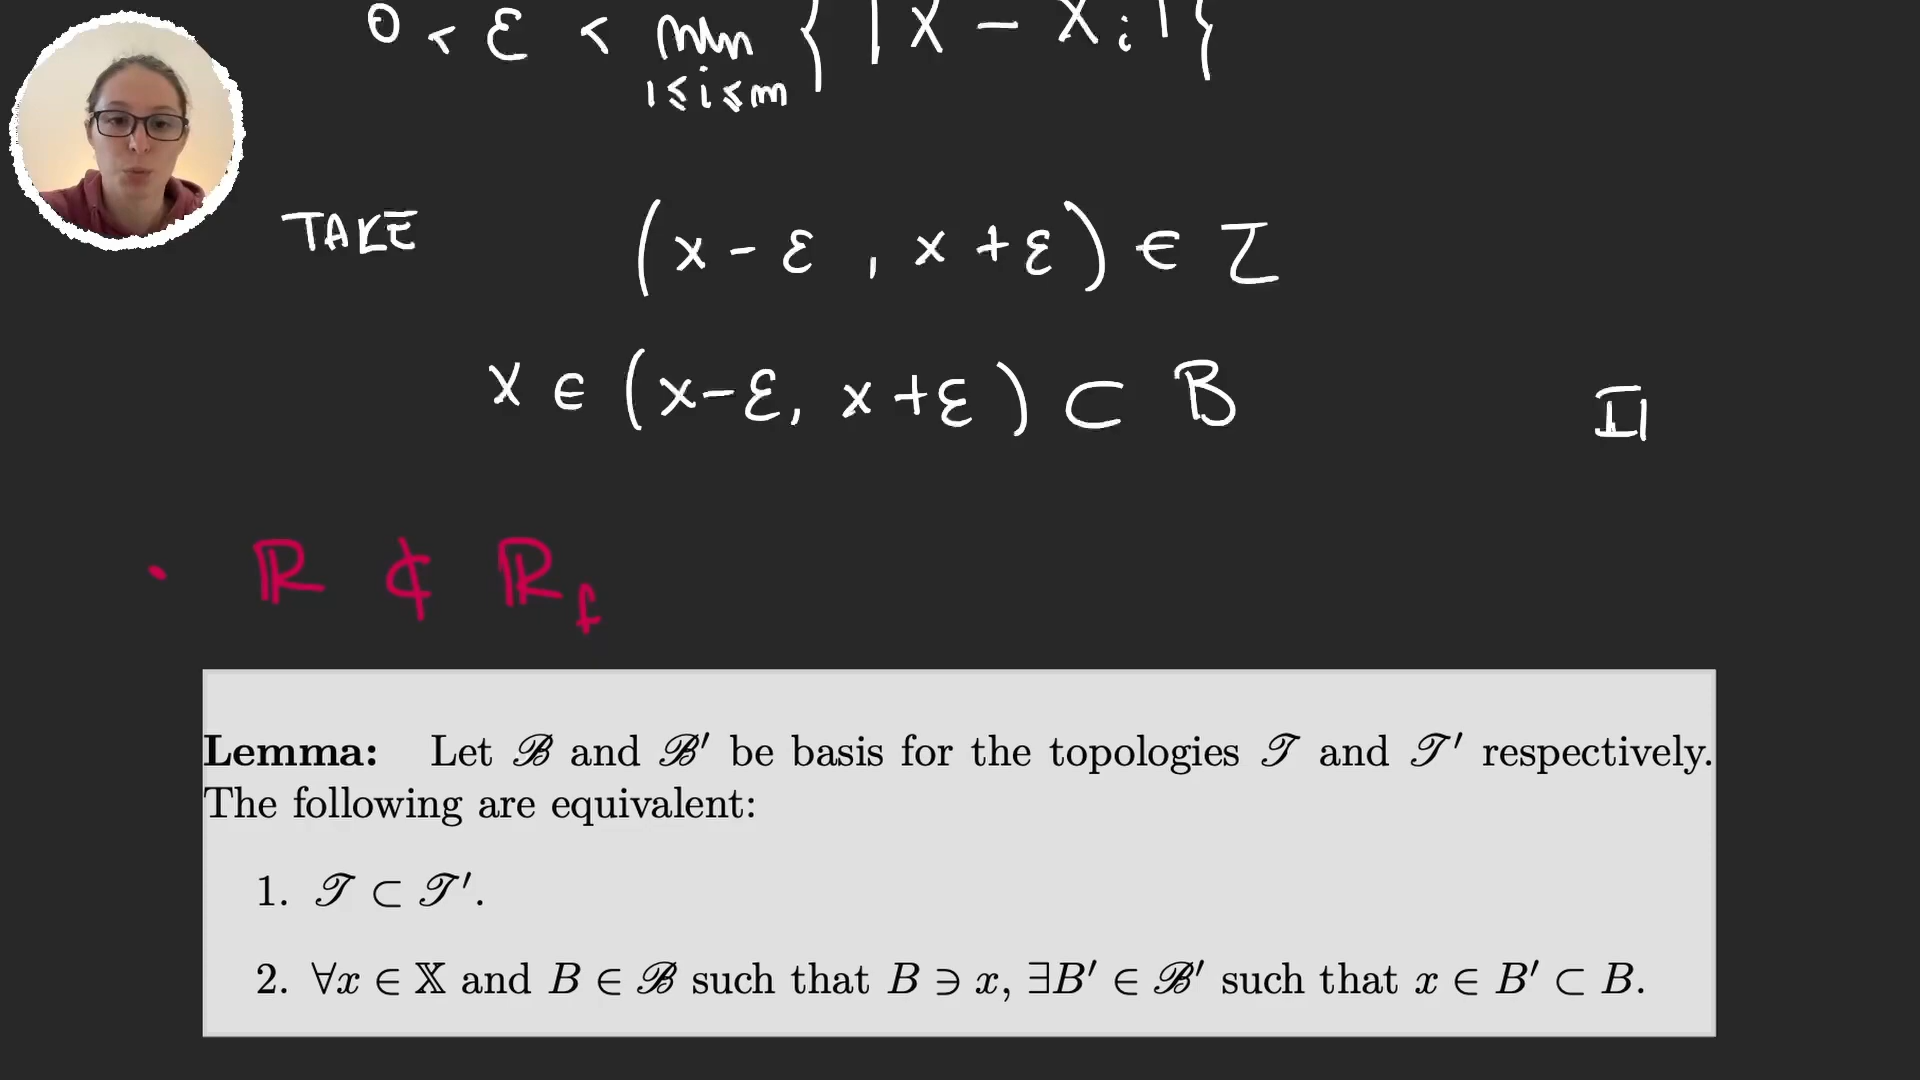 0 < ε < min { |x - xᵢ| }
1≤i≤m
TAKE (x-ε, x+ε) ∈ τ
x ∈ (x-ε, x+ε) ⊂ B
• ℝ ⊄ ℝ_f
Lemma: Let ℬ and ℬ′ be basis for the topologies 𝒯 and 𝒯′ respectively.
The following are equivalent:
1. 𝒯 ⊂ 𝒯′.
2. ∀x ∈ 𝕏 and B ∈ ℬ such that B ∋ x, ∃B′ ∈ ℬ′ such that x ∈ B′ ⊂ B.